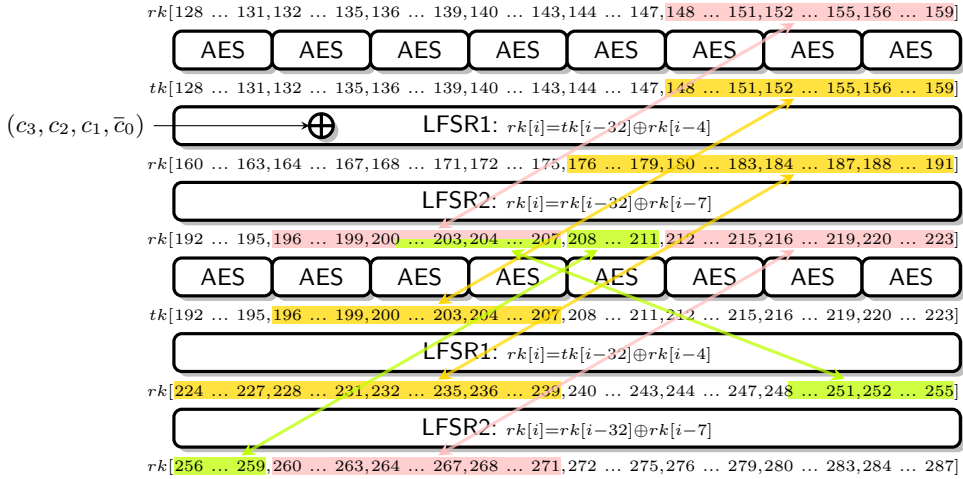 rk[128 ... 131,132 ... 135,136 ... 139,140 ... 143,144 ... 147,148 ... 151,152 ... 155,156 ... 159]
AES AES AES AES AES AES AES AES
tk[128 ... 131,132 ... 135,136 ... 139,140 ... 143,144 ... 147,148 ... 151,152 ... 155,156 ... 159]
(c₃, c₂, c₁, c̄₀) ⊕ LFSR1: rk[i]=tk[i−32]⊕rk[i−4]
rk[160 ... 163,164 ... 167,168 ... 171,172 ... 175,176 ... 179,180 ... 183,184 ... 187,188 ... 191]
LFSR2: rk[i]=rk[i−32]⊕rk[i−7]
rk[192 ... 195,196 ... 199,200 ... 203,204 ... 207,208 ... 211,212 ... 215,216 ... 219,220 ... 223]
AES AES AES AES AES AES AES AES
tk[192 ... 195,196 ... 199,200 ... 203,204 ... 207,208 ... 211,212 ... 215,216 ... 219,220 ... 223]
LFSR1: rk[i]=tk[i−32]⊕rk[i−4]
rk[224 ... 227,228 ... 231,232 ... 235,236 ... 239,240 ... 243,244 ... 247,248 ... 251,252 ... 255]
LFSR2: rk[i]=rk[i−32]⊕rk[i−7]
rk[256 ... 259,260 ... 263,264 ... 267,268 ... 271,272 ... 275,276 ... 279,280 ... 283,284 ... 287]